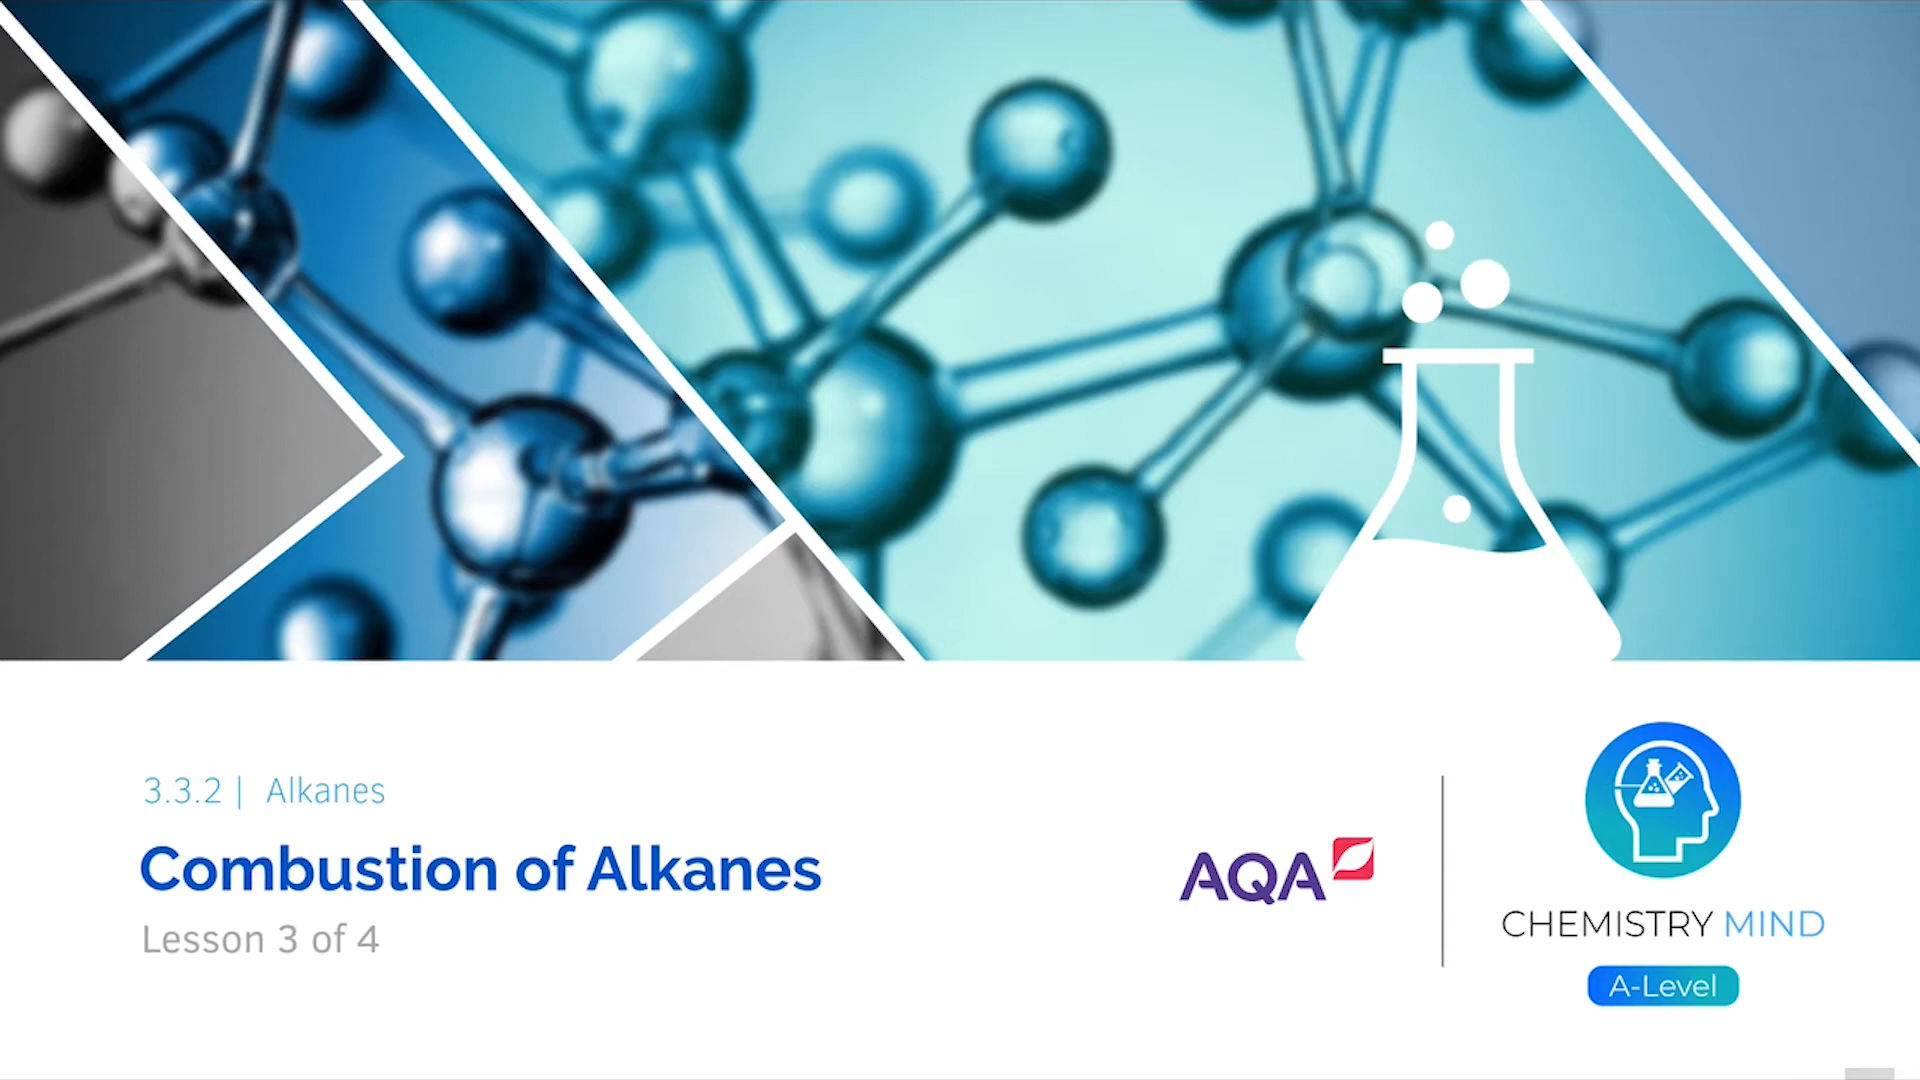 3.3.2 | Alkanes
Combustion of Alkanes
Lesson 3 of 4
AQA
CHEMISTRY MIND
A-Level